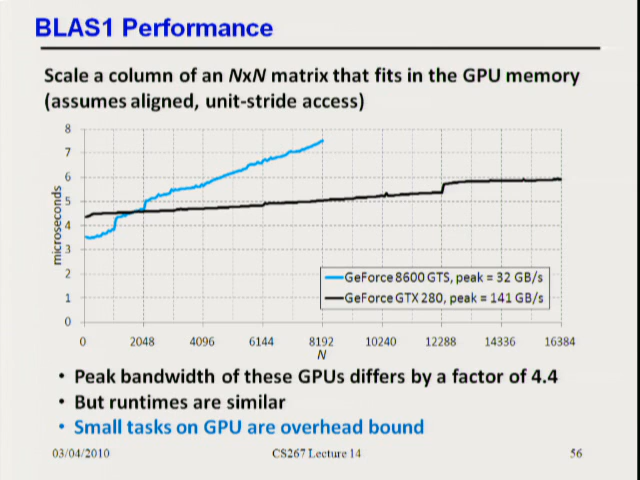 BLAS1 Performance
Scale a column of an NxN matrix that fits in the GPU memory
(assumes aligned, unit-stride access)
8
7
6
5
4
3
2
1
0
microseconds
GeForce 8600 GTS, peak = 32 GB/s
GeForce GTX 280, peak = 141 GB/s
0 2048 4096 6144 8192 10240 12288 14336 16384
N
• Peak bandwidth of these GPUs differs by a factor of 4.4
• But runtimes are similar
• Small tasks on GPU are overhead bound
03/04/2010 CS267 Lecture 14 56